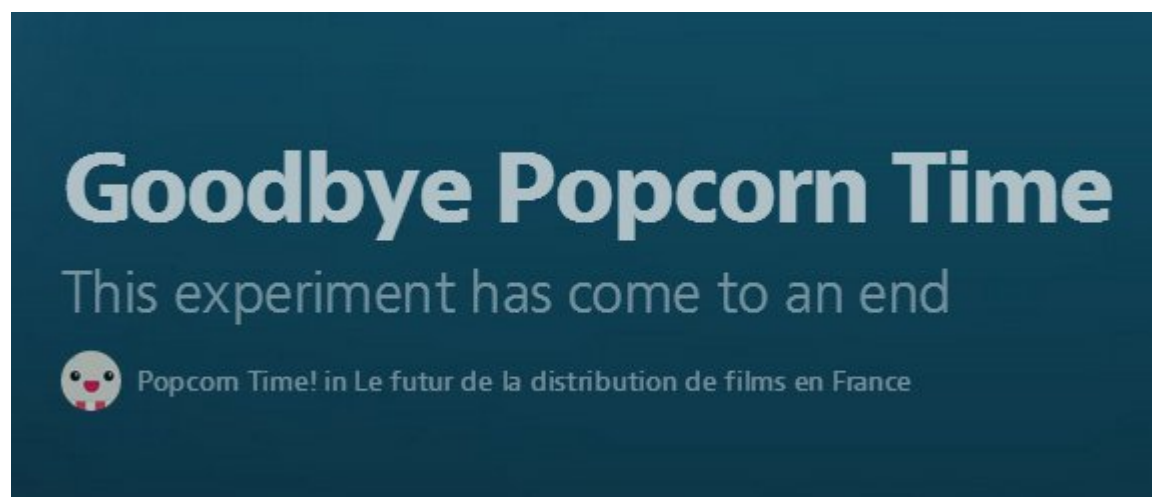 Goodbye Popcorn Time
This experiment has come to an end
Popcorn Time! in Le futur de la distribution de films en France